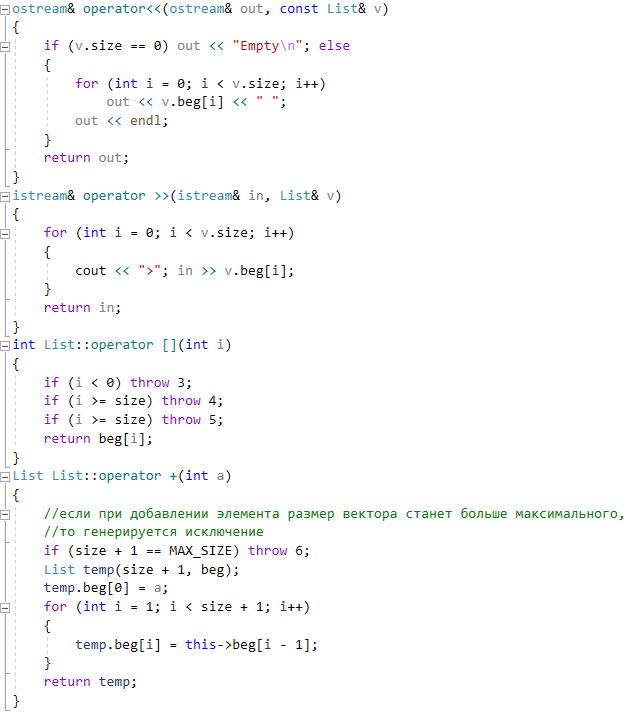 ostream& operator<<(ostream& out, const List& v)
{
    if (v.size == 0) out << "Empty\n"; else
    {
        for (int i = 0; i < v.size; i++)
            out << v.beg[i] << " ";
        out << endl;
    }
    return out;
}
istream& operator >>(istream& in, List& v)
{
    for (int i = 0; i < v.size; i++)
    {
        cout << ">"; in >> v.beg[i];
    }
    return in;
}
int List::operator [](int i)
{
    if (i < 0) throw 3;
    if (i >= size) throw 4;
    if (i >= size) throw 5;
    return beg[i];
}
List List::operator +(int a)
{
    //если при добавлении элемента размер вектора станет больше максимального,
    //то генерируется исключение
    if (size + 1 == MAX_SIZE) throw 6;
    List temp(size + 1, beg);
    temp.beg[0] = a;
    for (int i = 1; i < size + 1; i++)
    {
        temp.beg[i] = this->beg[i - 1];
    }
    return temp;
}